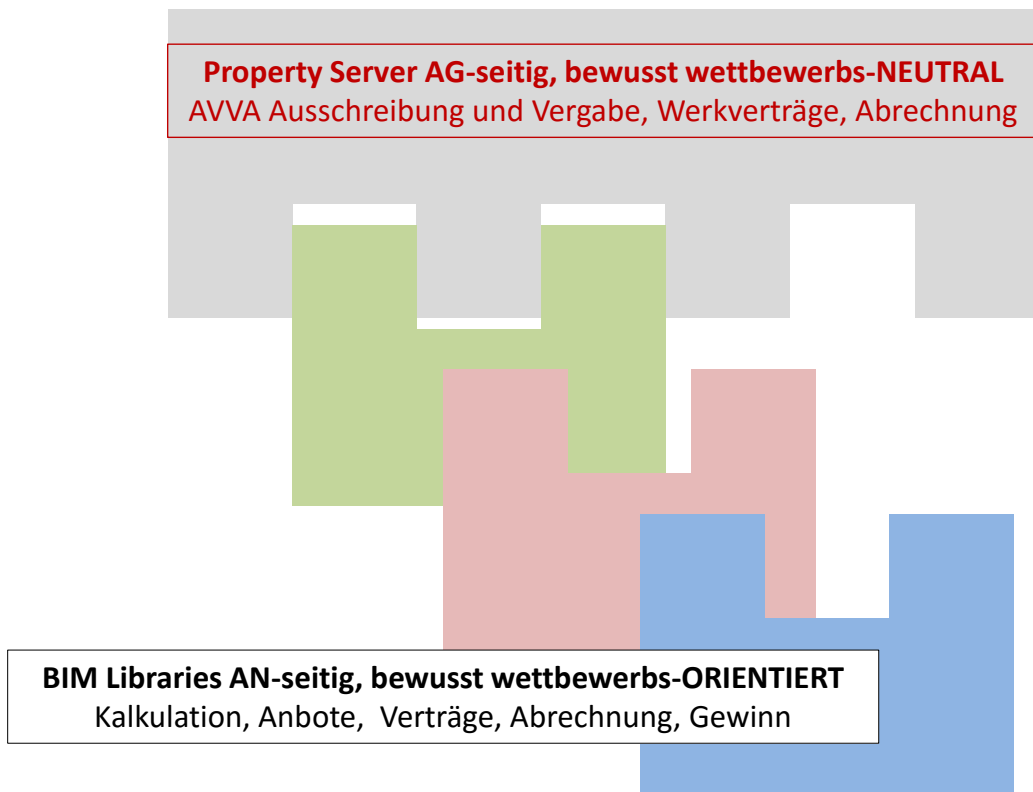 Property Server AG-seitig, bewusst wettbewerbs-NEUTRAL
AVVA Ausschreibung und Vergabe, Werkverträge, Abrechnung
BIM Libraries AN-seitig, bewusst wettbewerbs-ORIENTIERT
Kalkulation, Anbote,  Verträge, Abrechnung, Gewinn